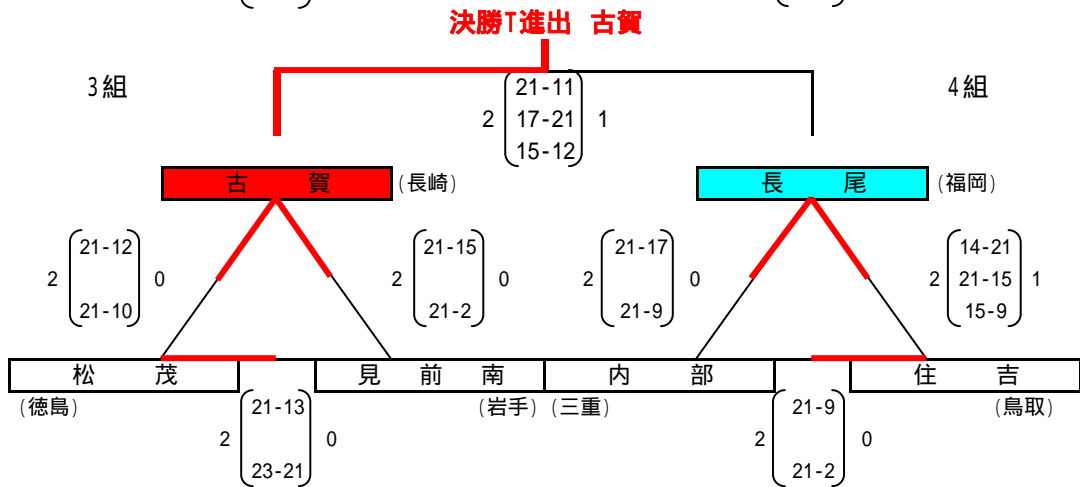 決勝T進出 古賀
3組
4組
2 21-11 17-21 15-12 1
古 賀 (長崎)
長 尾 (福岡)
2 21-12 21-10 0
2 21-15 21-2 0
2 21-17 21-9 0
2 14-21 21-15 15-9 1
松 茂
見 前 南
内 部
住 吉
(徳島)
(岩手)
(三重)
(鳥取)
2 21-13 23-21 0
2 21-9 21-2 0